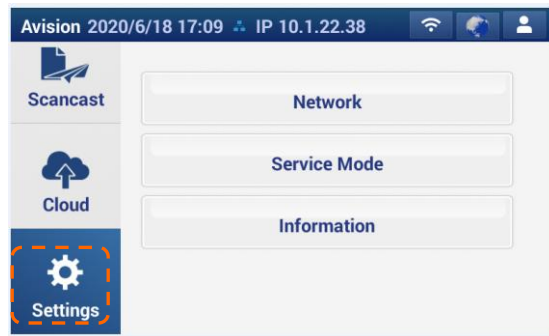 Avision 2020/6/18 17:09 IP 10.1.22.38
Scancast
Network
Service Mode
Cloud
Information
Settings